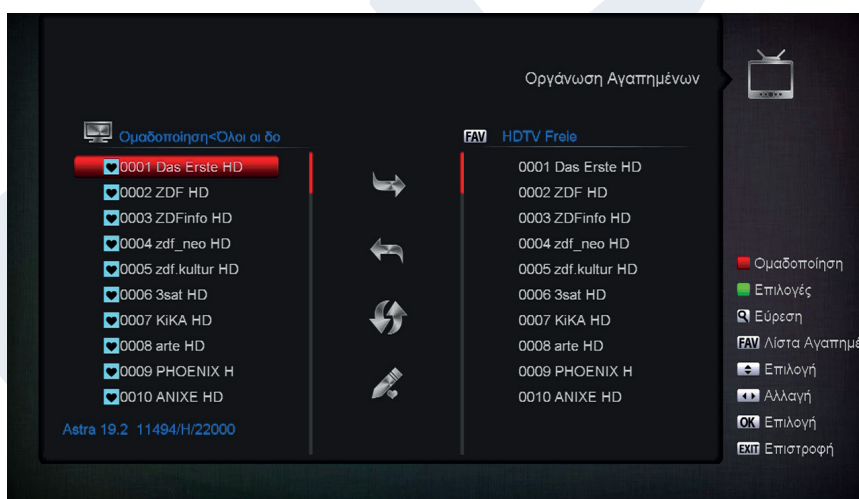 Οργάνωση Αγαπημένων
Ομαδοποίηση<Όλοι οι δο
0001 Das Erste HD
0002 ZDF HD
0003 ZDFinfo HD
0004 zdf_neo HD
0005 zdf.kultur HD
0006 3sat HD
0007 KiKA HD
0008 arte HD
0009 PHOENIX H
0010 ANIXE HD
Astra 19.2 11494/H/22000
FAV HDTV Freie
0001 Das Erste HD
0002 ZDF HD
0003 ZDFinfo HD
0004 zdf_neo HD
0005 zdf.kultur HD
0006 3sat HD
0007 KiKA HD
0008 arte HD
0009 PHOENIX H
0010 ANIXE HD
Ομαδοποίηση
Επιλογές
Εύρεση
FAV Λίστα Αγαπημέ
Επιλογή
Αλλαγή
OK Επιλογή
EXIT Επιστροφή